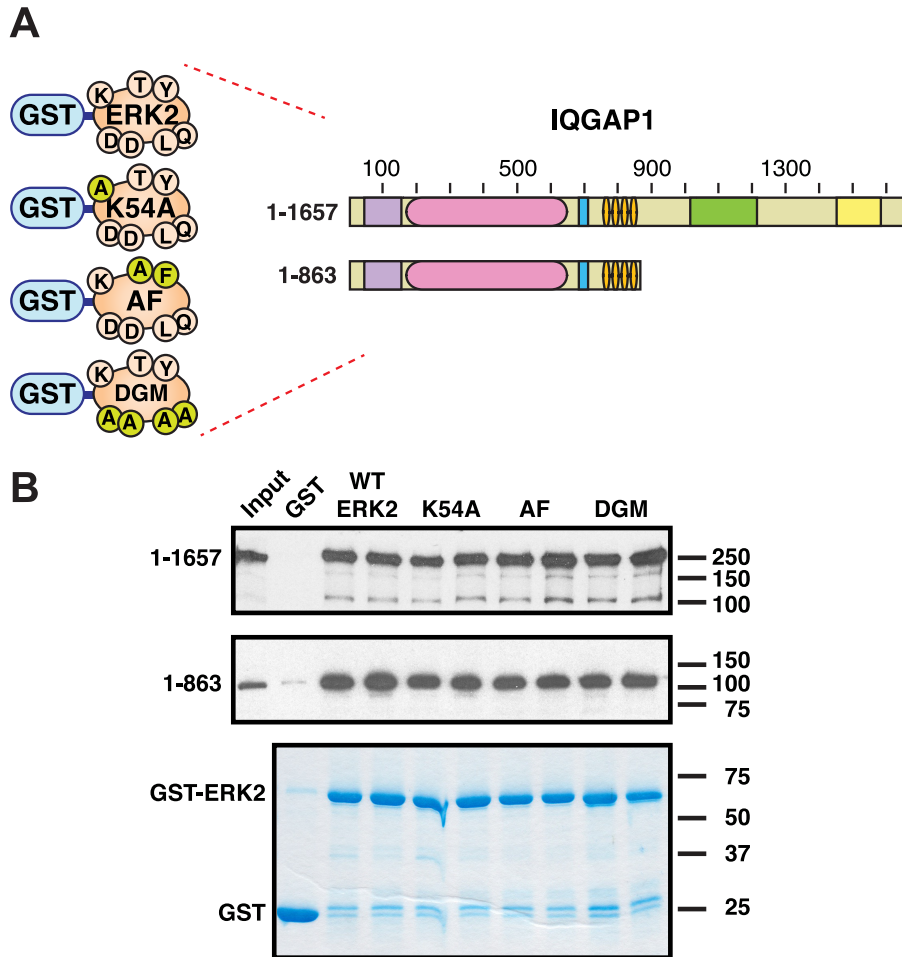 A
K T Y
GST ERK2
D D L Q
A T Y
GST K54A
D D L Q
K A F
GST AF
D D L Q
K T Y
GST DGM
A A A A
IQGAP1
100 500 900 1300
1-1657
1-863
B
Input GST WT ERK2 K54A AF DGM
1-1657
250
150
100
1-863
150
100
75
GST-ERK2
GST
75
50
37
25